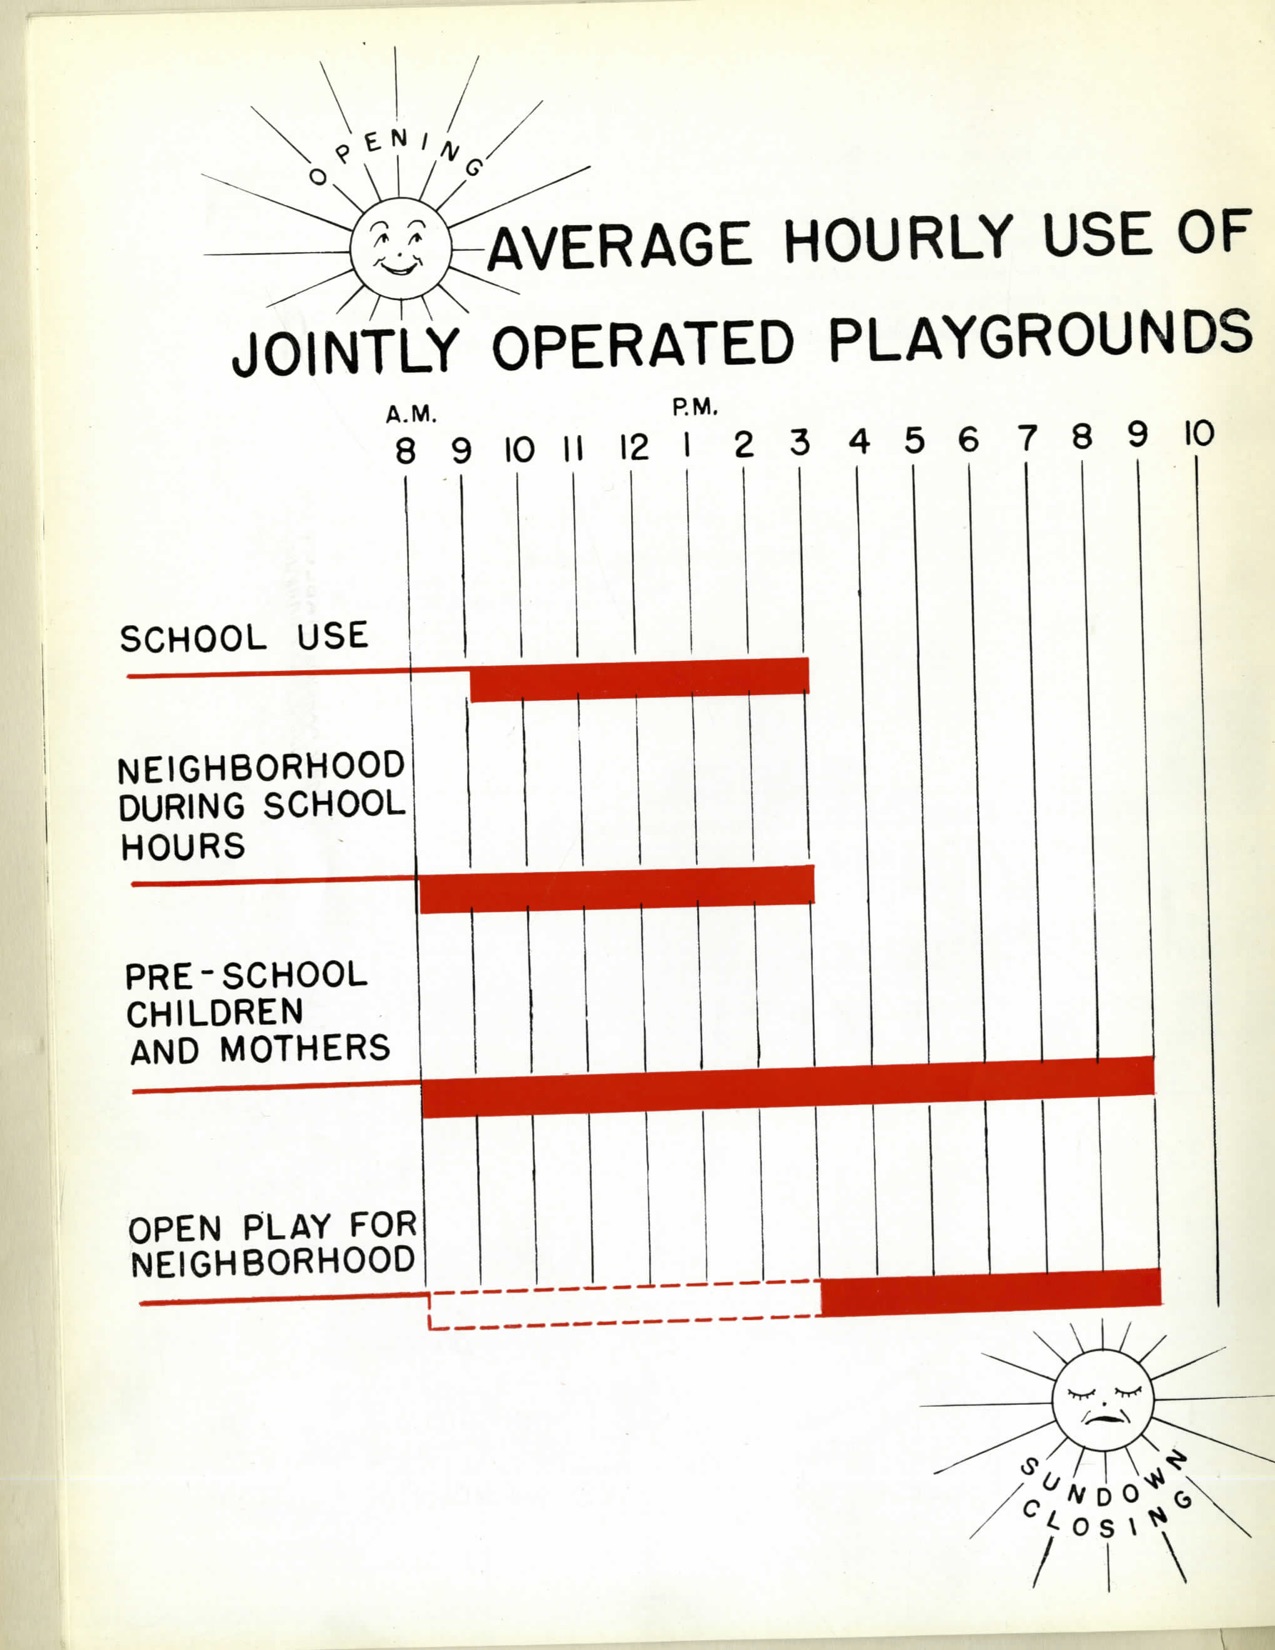 OPENING
AVERAGE HOURLY USE OF
JOINTLY OPERATED PLAYGROUNDS
A.M. P.M.
8 9 10 11 12 1 2 3 4 5 6 7 8 9 10
SCHOOL USE
NEIGHBORHOOD
DURING SCHOOL
HOURS
PRE-SCHOOL
CHILDREN
AND MOTHERS
OPEN PLAY FOR
NEIGHBORHOOD
SUNDOWN
CLOSING